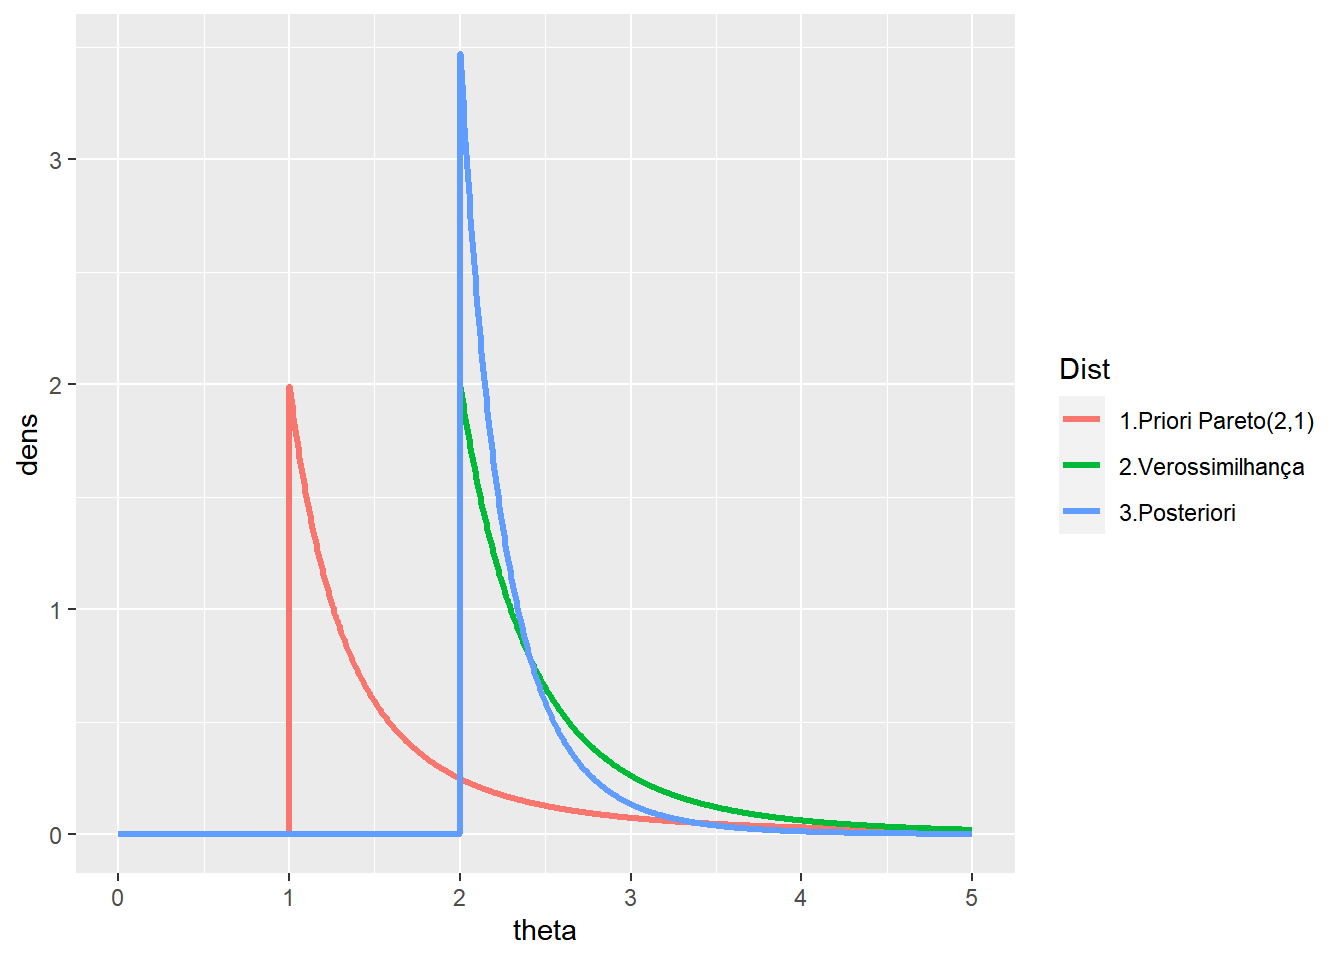 3
2
1
0
dens
0 1 2 3 4 5
theta
Dist
1.Priori Pareto(2,1)
2.Verossimilhança
3.Posteriori